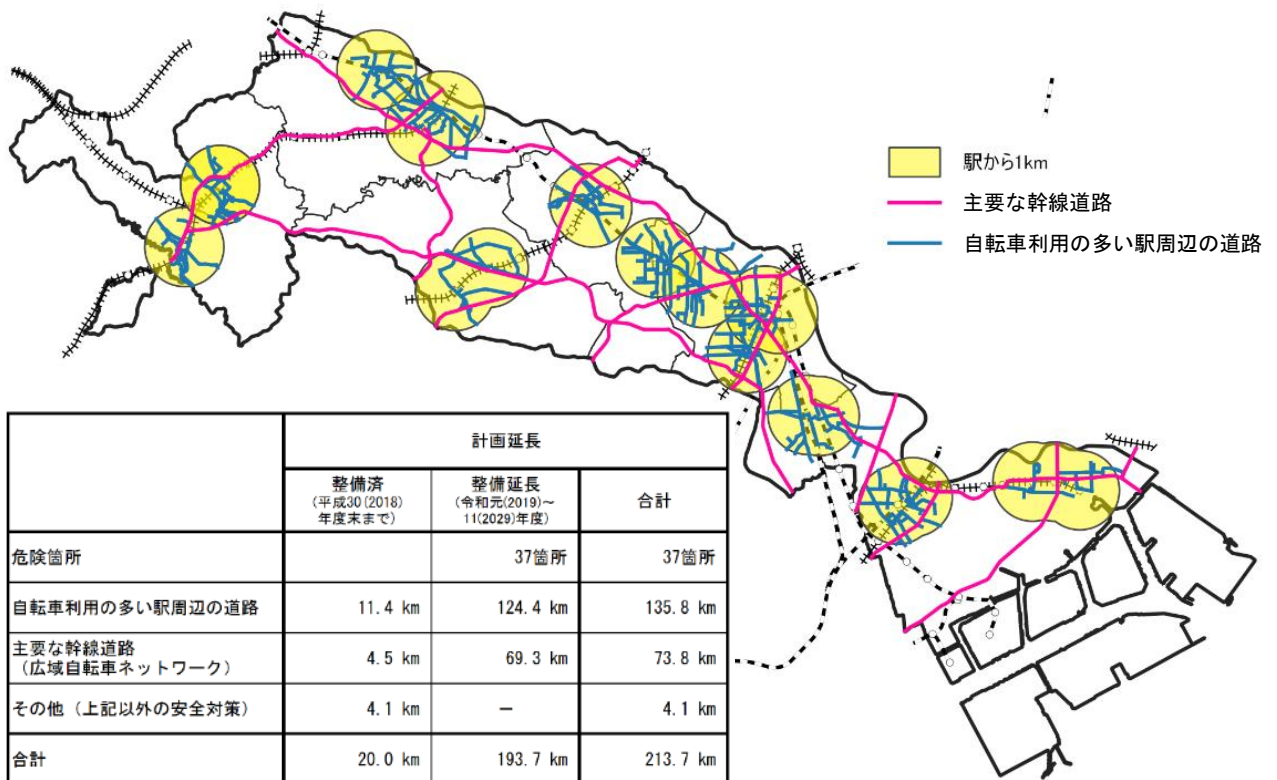 駅から1km
主要な幹線道路
自転車利用の多い駅周辺の道路
計画延長
整備済
(平成30(2018)
年度末まで)
整備延長
(令和元(2019)～
11(2029)年度)
合計
危険箇所 37箇所 37箇所
自転車利用の多い駅周辺の道路 11.4 km 124.4 km 135.8 km
主要な幹線道路
(広域自転車ネットワーク) 4.5 km 69.3 km 73.8 km
その他（上記以外の安全対策） 4.1 km － 4.1 km
合計 20.0 km 193.7 km 213.7 km